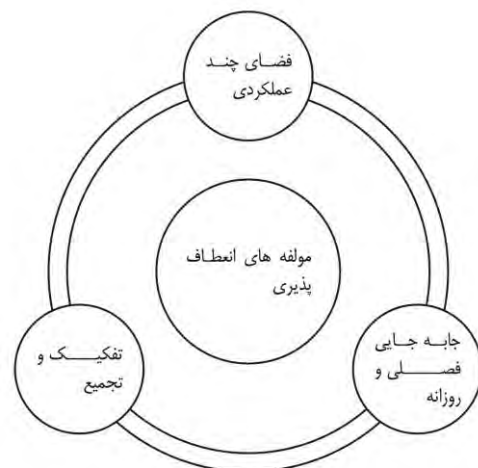 فضای چند
عملکردی
مولفه های انعطاف
پذیری
جابه جایی
فصلی و
روزانه
تفکیک و
تجمیع